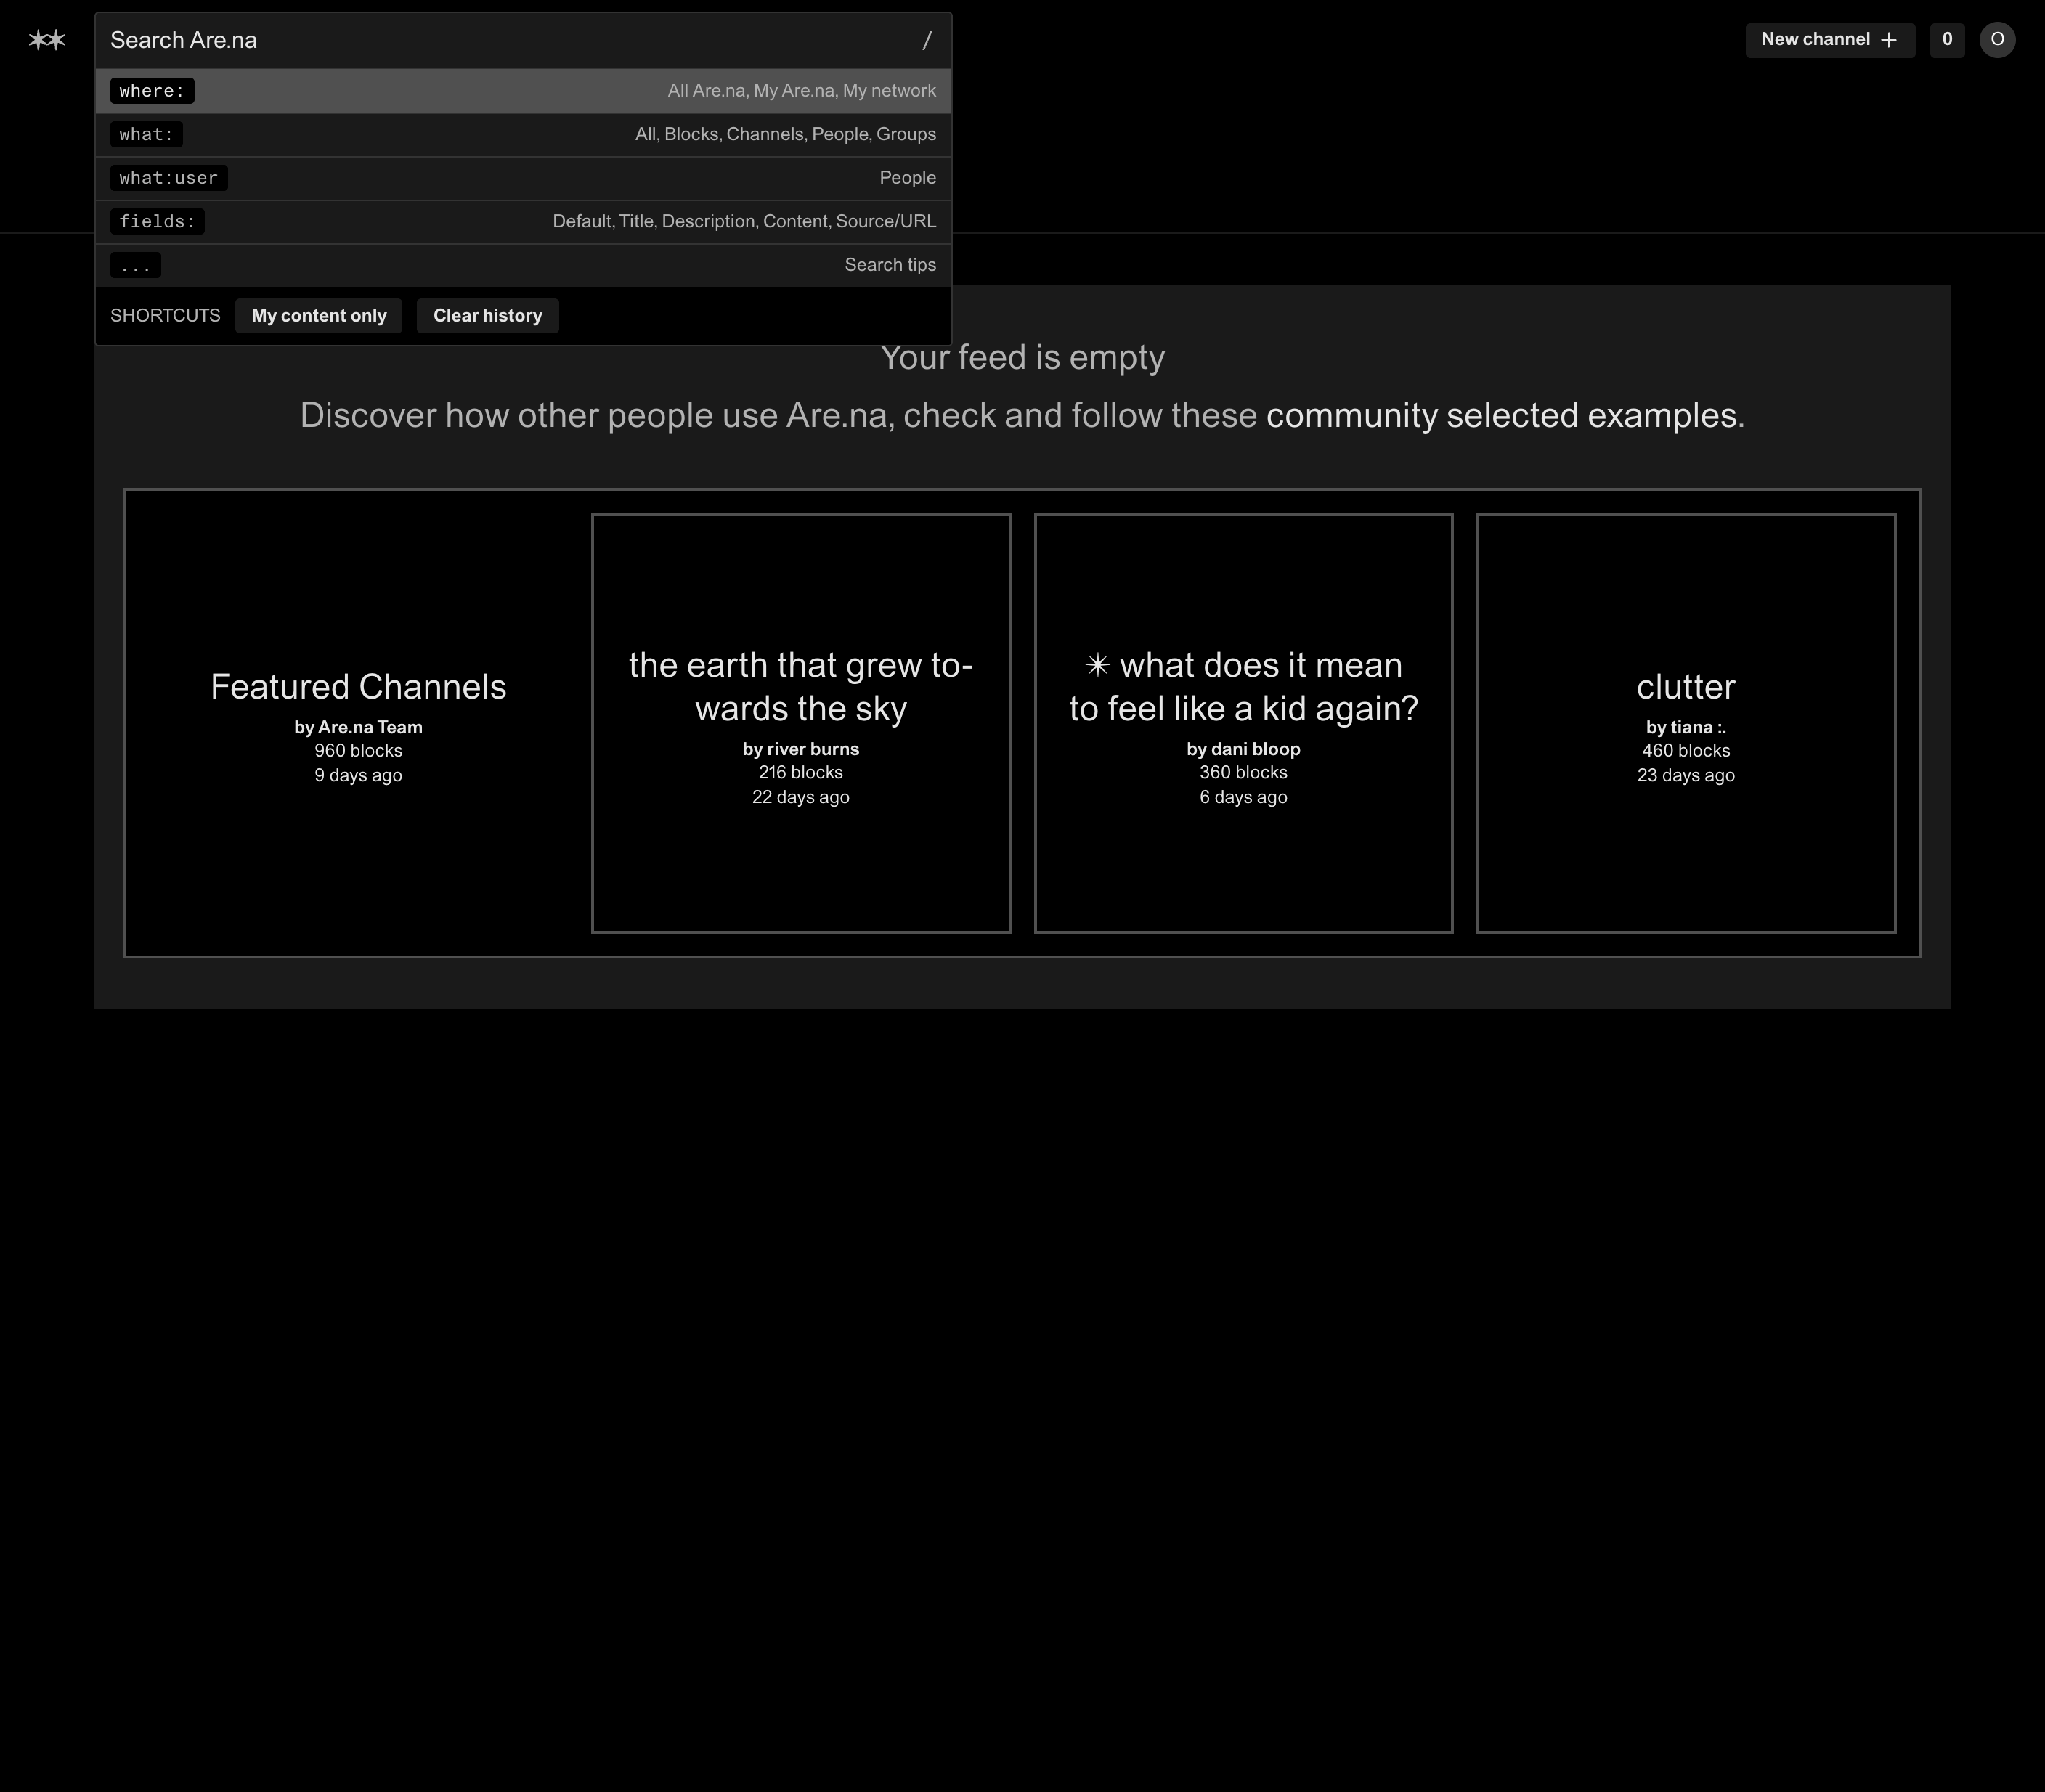 Search Are.na /
New channel +
0
O
where: All Are.na, My Are.na, My network
what: All, Blocks, Channels, People, Groups
what:user People
fields: Default, Title, Description, Content, Source/URL
... Search tips
SHORTCUTS My content only Clear history
Your feed is empty
Discover how other people use Are.na, check and follow these community selected examples.
Featured Channels
by Are.na Team
960 blocks
9 days ago
the earth that grew to-
wards the sky
by river burns
216 blocks
22 days ago
✴ what does it mean
to feel like a kid again?
by dani bloop
360 blocks
6 days ago
clutter
by tiana :.
460 blocks
23 days ago